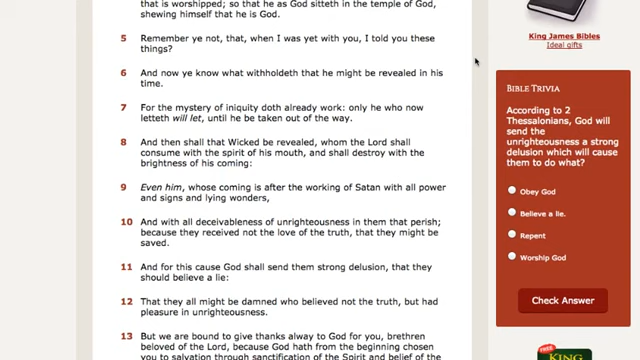 that is worshipped; so that he as God sitteth in the temple of God,
shewing himself that he is God.
5 Remember ye not, that, when I was yet with you, I told you these
things?
6 And now ye know what withholdeth that he might be revealed in his
time.
7 For the mystery of iniquity doth already work: only he who now
letteth will let, until he be taken out of the way.
8 And then shall that Wicked be revealed, whom the Lord shall
consume with the spirit of his mouth, and shall destroy with the
brightness of his coming:
9 Even him, whose coming is after the working of Satan with all power
and signs and lying wonders,
10 And with all deceivableness of unrighteousness in them that perish;
because they received not the love of the truth, that they might be
saved.
11 And for this cause God shall send them strong delusion, that they
should believe a lie:
12 That they all might be damned who believed not the truth, but had
pleasure in unrighteousness.
13 But we are bound to give thanks alway to God for you, brethren
beloved of the Lord, because God hath from the beginning chosen
you to salvation through sanctification of the Spirit and belief of the
King James Bibles
Ideal gifts
BIBLE TRIVIA
According to 2
Thessalonians, God will
send the
unrighteousness a strong
delusion which will cause
them to do what?
Obey God
Believe a lie.
Repent
Worship God
Check Answer
FREE
KING